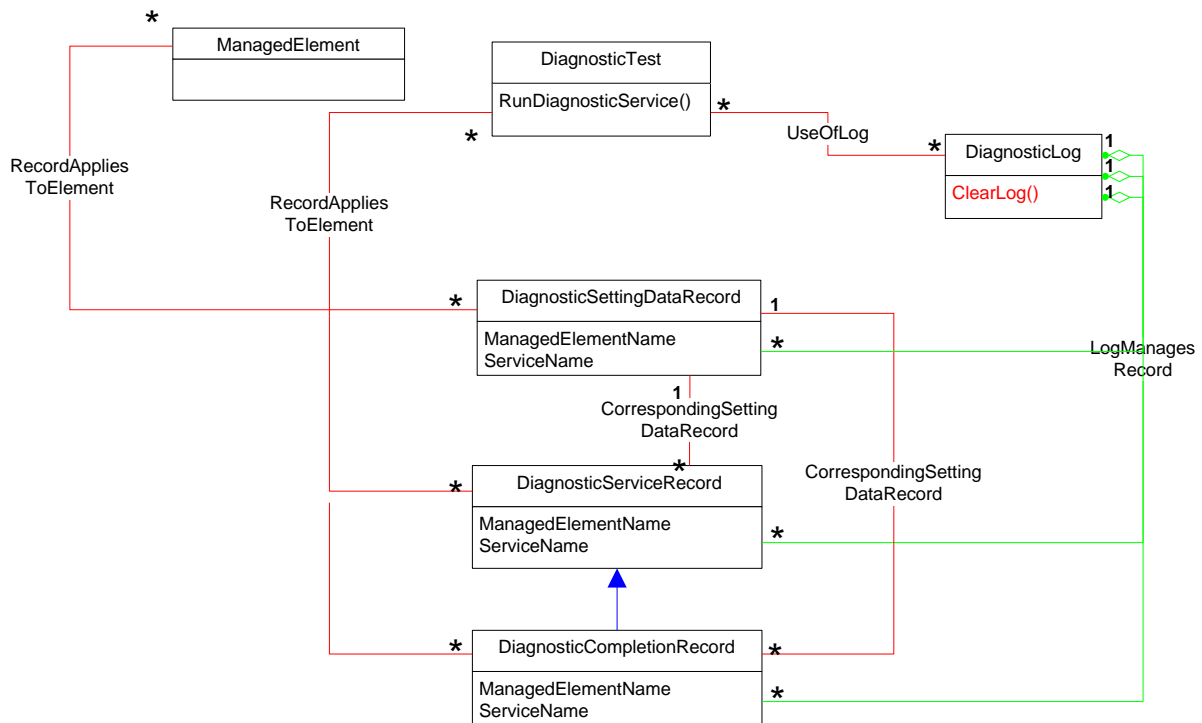 *
ManagedElement
DiagnosticTest
RunDiagnosticService()
*
*
UseOfLog
*
DiagnosticLog
1
1
1
ClearLog()
RecordApplies
ToElement
RecordApplies
ToElement
*
DiagnosticSettingDataRecord
1
ManagedElementName
ServiceName
*
LogManages
Record
1
CorrespondingSetting
DataRecord
*
CorrespondingSetting
DataRecord
*
DiagnosticServiceRecord
ManagedElementName
ServiceName
*
*
DiagnosticCompletionRecord
*
ManagedElementName
ServiceName
*